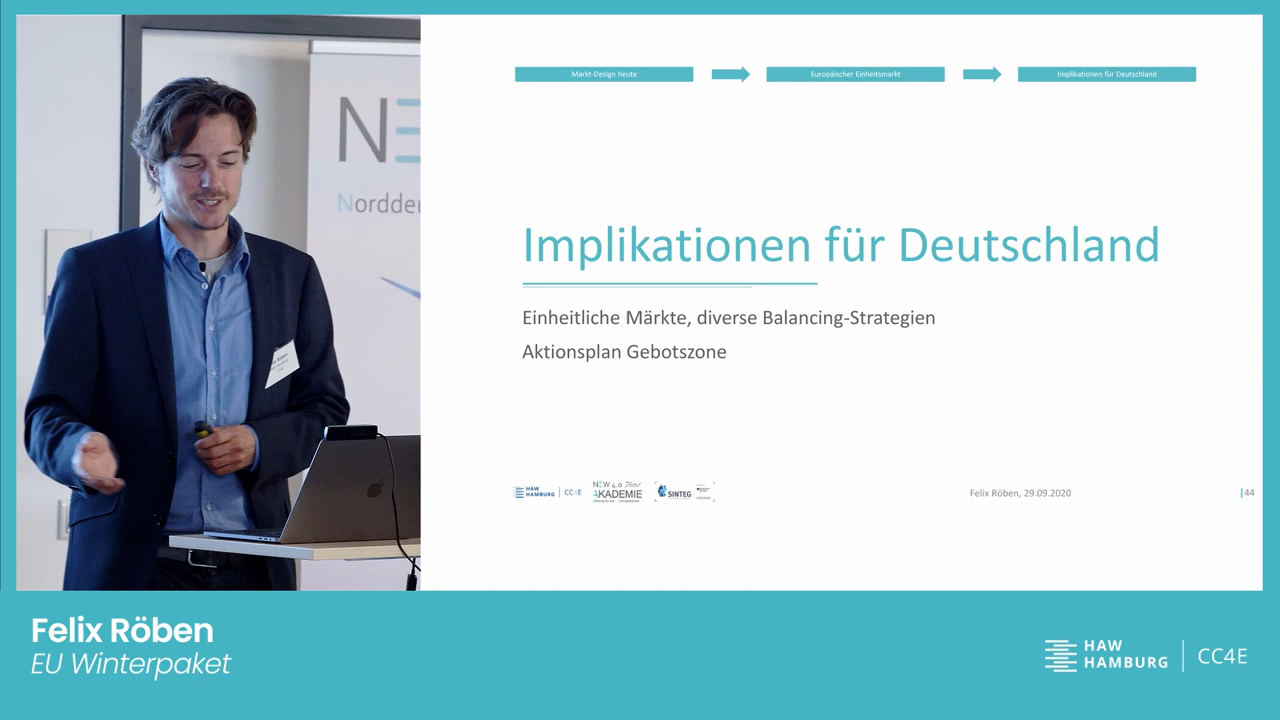 NE
Norddeu
Markt-Design heute
Europäischer Einheitsmarkt
Implikationen für Deutschland
Implikationen für Deutschland
Einheitliche Märkte, diverse Balancing-Strategien
Aktionsplan Gebotszone
HAW
HAMBURG
CC4E
NEW 4.0
AKADEMIE
SINTEG
Felix Röben, 29.09.2020
44
Felix Röben
EU Winterpaket
HAW
HAMBURG
CC4E